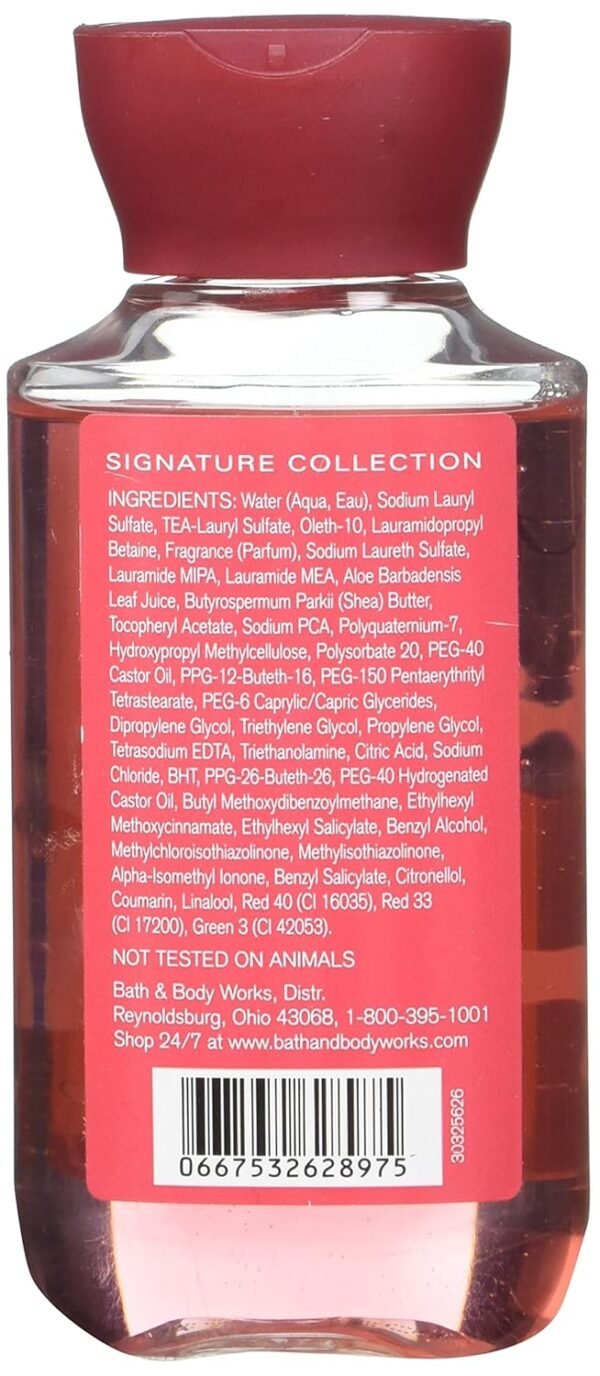 SIGNATURE COLLECTION
INGREDIENTS: Water (Aqua, Eau), Sodium Lauryl
Sulfate, TEA-Lauryl Sulfate, Oleth-10, Lauramidopropyl
Betaine, Fragrance (Parfum), Sodium Laureth Sulfate,
Lauramide MIPA, Lauramide MEA, Aloe Barbadensis
Leaf Juice, Butyrospermum Parkii (Shea) Butter,
Tocopheryl Acetate, Sodium PCA, Polyquaternium-7,
Hydroxypropyl Methylcellulose, Polysorbate 20, PEG-40
Castor Oil, PPG-12-Buteth-16, PEG-150 Pentaerythrityl
Tetrastearate, PEG-6 Caprylic/Capric Glycerides,
Dipropylene Glycol, Triethylene Glycol, Propylene Glycol,
Tetrasodium EDTA, Triethanolamine, Citric Acid, Sodium
Chloride, BHT, PPG-26-Buteth-26, PEG-40 Hydrogenated
Castor Oil, Butyl Methoxydibenzoylmethane, Ethylhexyl
Methoxycinnamate, Ethylhexyl Salicylate, Benzyl Alcohol,
Methylchloroisothiazolinone, Methylisothiazolinone,
Alpha-Isomethyl Ionone, Benzyl Salicylate, Citronellol,
Coumarin, Linalool, Red 40 (CI 16035), Red 33
(CI 17200), Green 3 (CI 42053).
NOT TESTED ON ANIMALS
Bath & Body Works, Distr.
Reynoldsburg, Ohio 43068, 1-800-395-1001
Shop 24/7 at www.bathandbodyworks.com
0667532628975
30325626